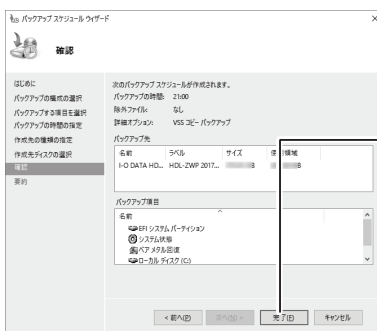 バックアップ スケジュール ウィザード
確認
はじめに
バックアップの構成の選択
バックアップする項目を選択
バックアップの時間の指定
作成先の種類の指定
作成先ディスクの選択
確認
要約
次のバックアップ スケジュールが作成されます。
バックアップの時間: 21:00
除外ファイル: なし
詳細オプション: VSS コピー バックアップ
バックアップ先
名前 ラベル サイズ 使用領域
I-O DATA HD... HDL-ZWP 2017... B B
バックアップ項目
名前
EFI システム パーティション
システム状態
ベア メタル回復
ローカル ディスク (C:)
< 前へ(P) 次へ(N) > 完了(F) キャンセル